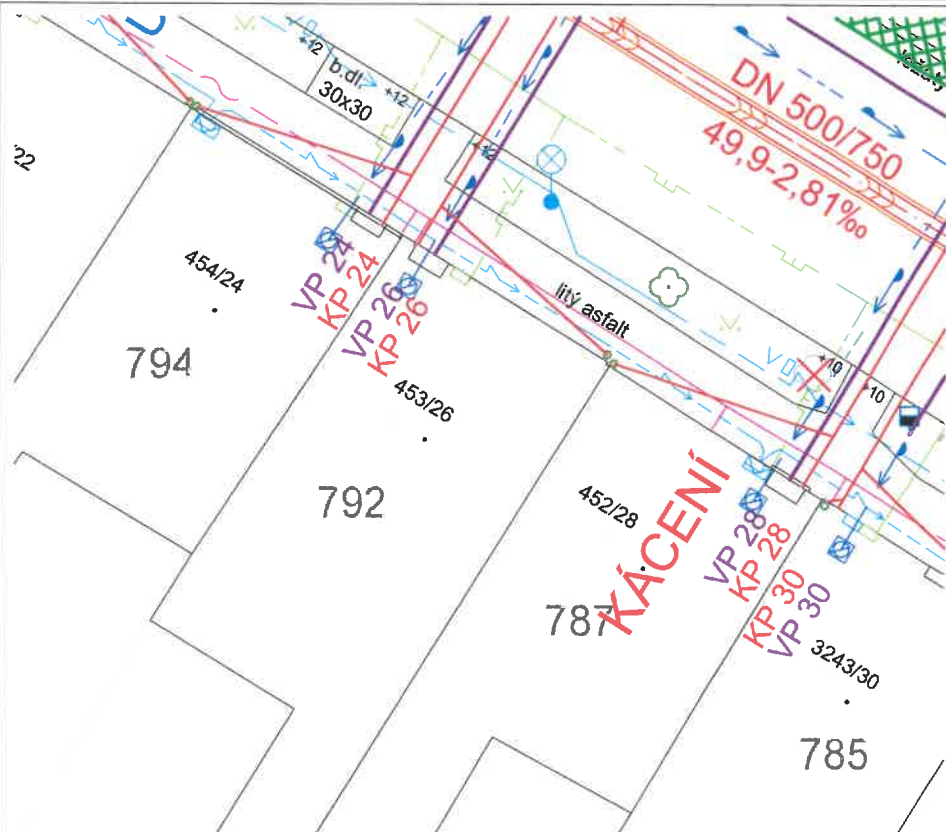 +12
b.dl.
30x30
+12
+12
DN 500/750
49,9-2,81‰
454/24
794
VP 24
KP 24
VP 26
KP 26
litý asfalt
453/26
792
+10
+10
452/28
787
KÁCENÍ
VP 28
KP 28
KP 30
VP 30
3243/30
785